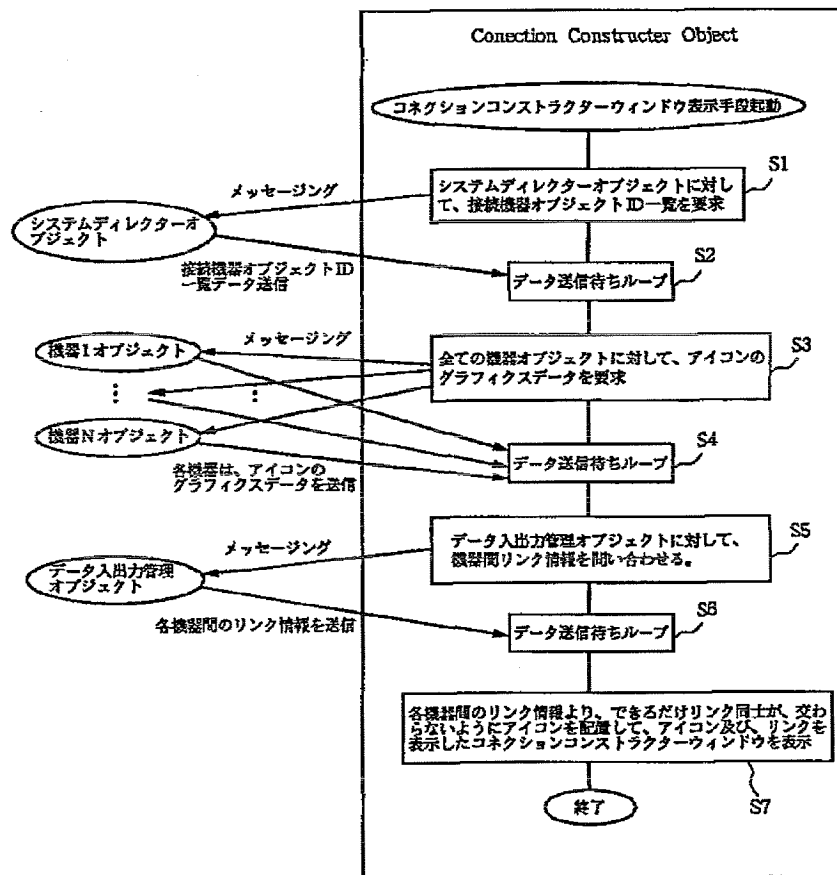 Conection Constructer Object
コネクションコンストラクターウィンドウ表示手段起動
S1
メッセージング
システムディレクターオブジェクトに対し
て、接続機器オブジェクトID一覧を要求
システムディレクターオ
ブジェクト
S2
接続機器オブジェクトID
一覧データ送信
データ送信待ちループ
メッセージング
S3
機器1オブジェクト
全ての機器オブジェクトに対して、アイコンの
グラフィクスデータを要求
機器Nオブジェクト
S4
データ送信待ちループ
各機器は、アイコンの
グラフィクスデータを送信
メッセージング
データ入出力管理オブジェクトに対して、
機器間リンク情報を問い合わせる。
S5
データ入出力管理
オブジェクト
S6
各機器間のリンク情報を送信
データ送信待ちループ
各機器間のリンク情報より、できるだけリンク同士が、交わ
らないようにアイコンを配置して、アイコン及び、リンクを
表示したコネクションコンストラクターウィンドウを表示
S7
終了